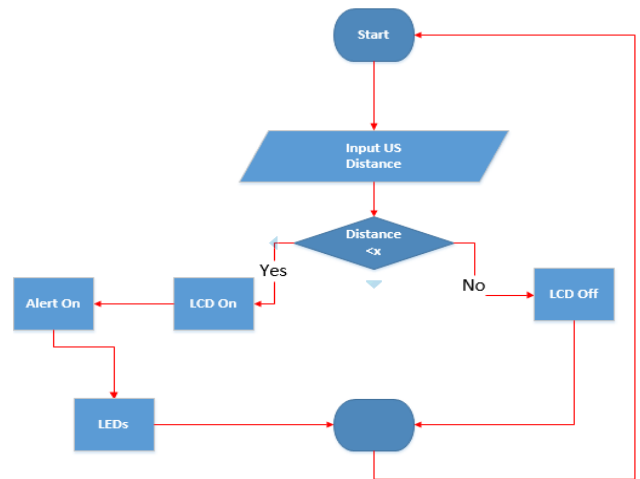 Start
Input US
Distance
Distance
<x
Yes
No
Alert On
LCD On
LCD Off
LEDs